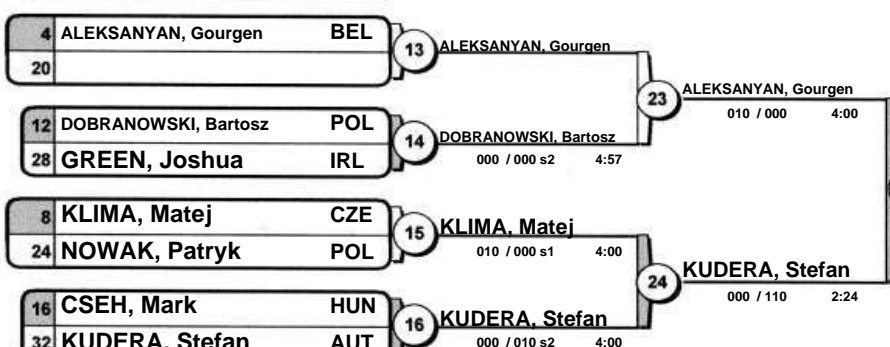 4 ALEKSANYAN, Gourgen BEL
20
13 ALEKSANYAN, Gourgen
12 DOBRANOWSKI, Bartosz POL
28 GREEN, Joshua IRL
14 DOBRANOWSKI, Bartosz
000 / 000 s2 4:57
23 ALEKSANYAN, Gourgen
010 / 000 4:00
8 KLIMA, Matej CZE
24 NOWAK, Patryk POL
15 KLIMA, Matej
010 / 000 s1 4:00
16 CSEH, Mark HUN
32 KUDERA, Stefan AUT
16 KUDERA, Stefan
000 / 010 s2 4:00
24 KUDERA, Stefan
000 / 110 2:24